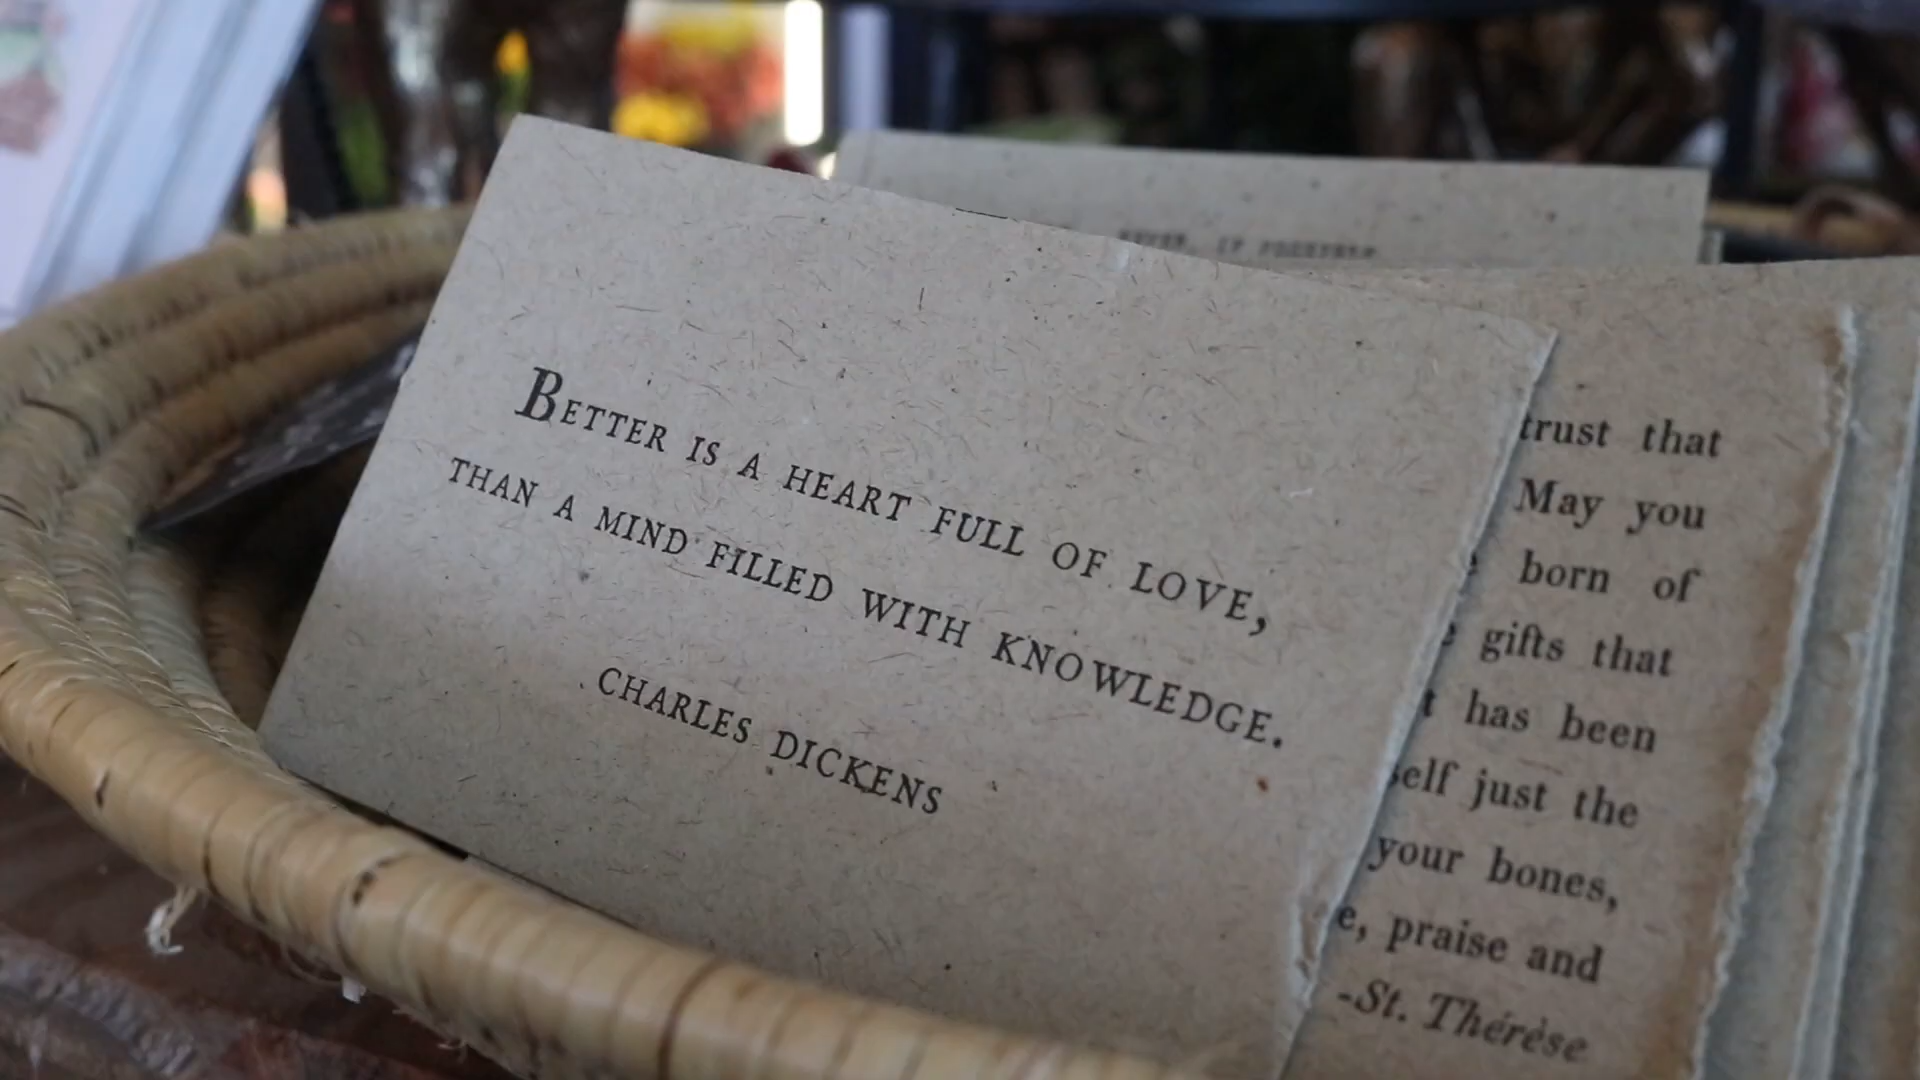 BETTER IS A HEART FULL OF LOVE,
THAN A MIND FILLED WITH KNOWLEDGE.
CHARLES DICKENS
trust that
May you
born of
gifts that
has been
self just the
your bones,
e, praise and
-St. Thérèse